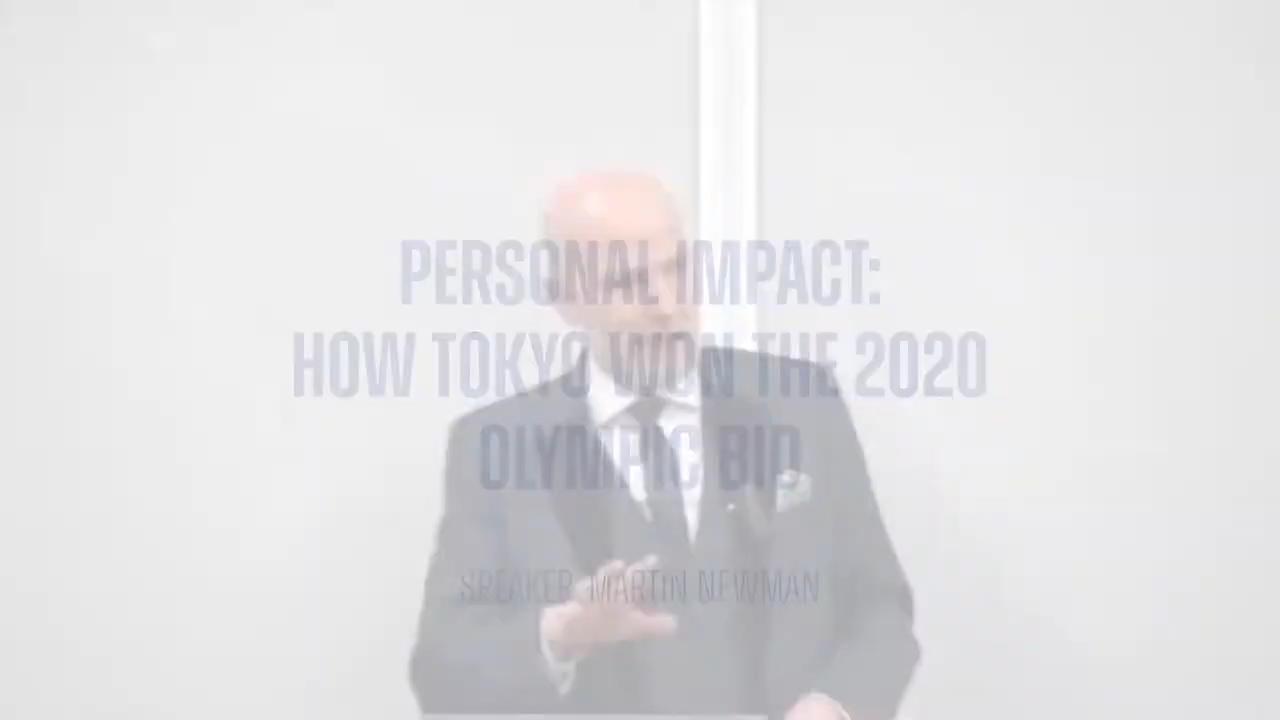 PERSONAL IMPACT:
HOW TOKYO WON THE 2020
OLYMPIC BID
SPEAKER: MARTIN NEWMAN